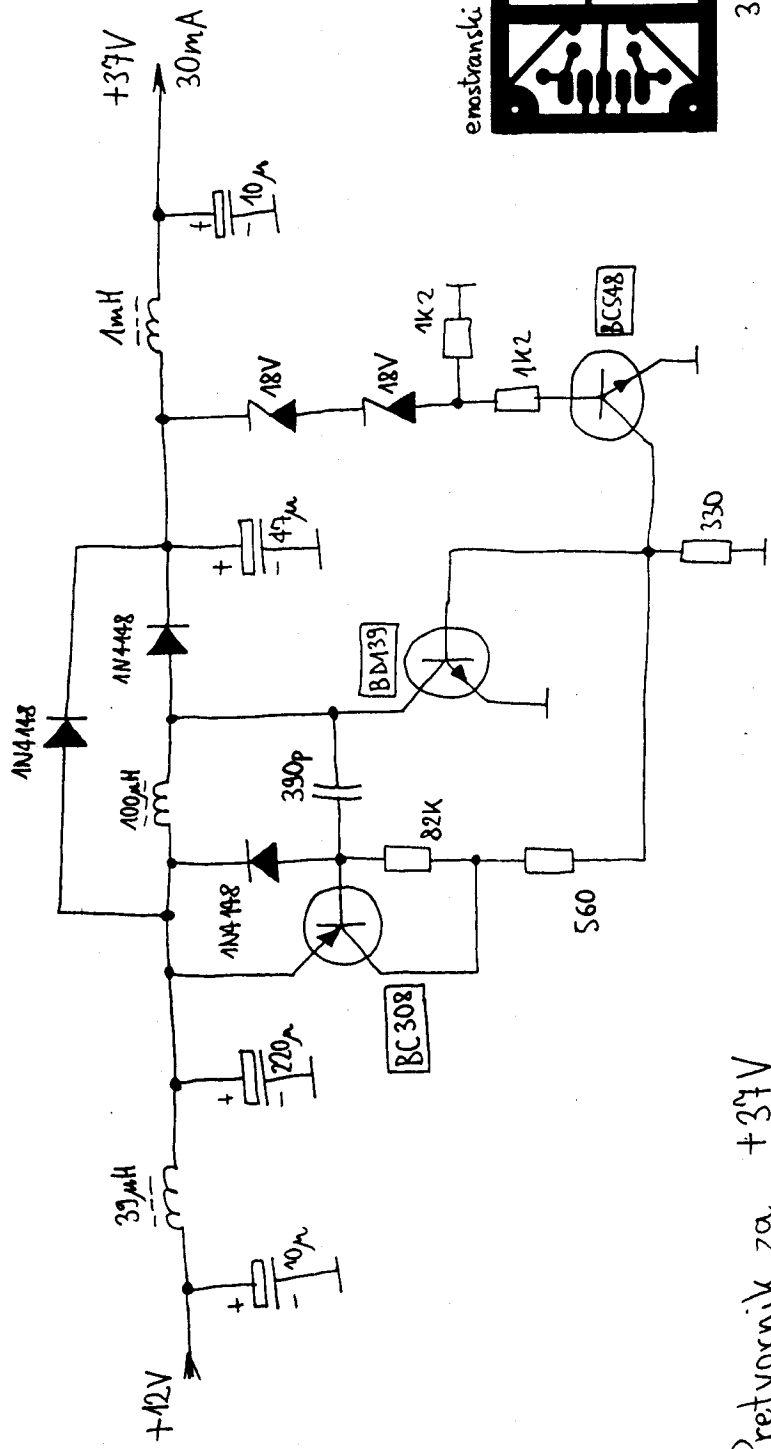 1N4148
+12V
39µH
100µH
1N4148
1mH
+37V
30mA
+
10µ
-
+
220µ
-
1N4148
390p
+
47µ
-
18V
+
10µ
-
BC308
82K
BD139
18V
1K2
1K2
560
330
BC548
enostranski
Pretvornik za +37V
3